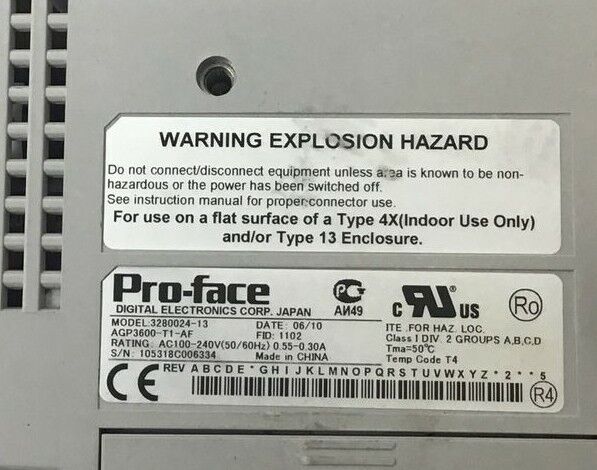 WARNING EXPLOSION HAZARD
Do not connect/disconnect equipment unless area is known to be non-
hazardous or the power has been switched off.
See instruction manual for proper connector use.
For use on a flat surface of a Type 4X(Indoor Use Only)
and/or Type 13 Enclosure.
Pro-face
DIGITAL ELECTRONICS CORP. JAPAN
MODEL:3280024-13 DATE: 06/10
AGP3600-T1-AF FID: 1102
RATING: AC100-240V(50/60Hz) 0.55-0.30A
S/N: 105318C006334 Made in CHINA
АИ49
c UR US
Ro
ITE .FOR HAZ. LOC.
Class I DIV. 2 GROUPS A,B,C,D
Tma=50°C
Temp Code T4
CE REV A B C D E * G H I J K L M N O P Q R S T U V W X Y Z * 2 * * 5
R4